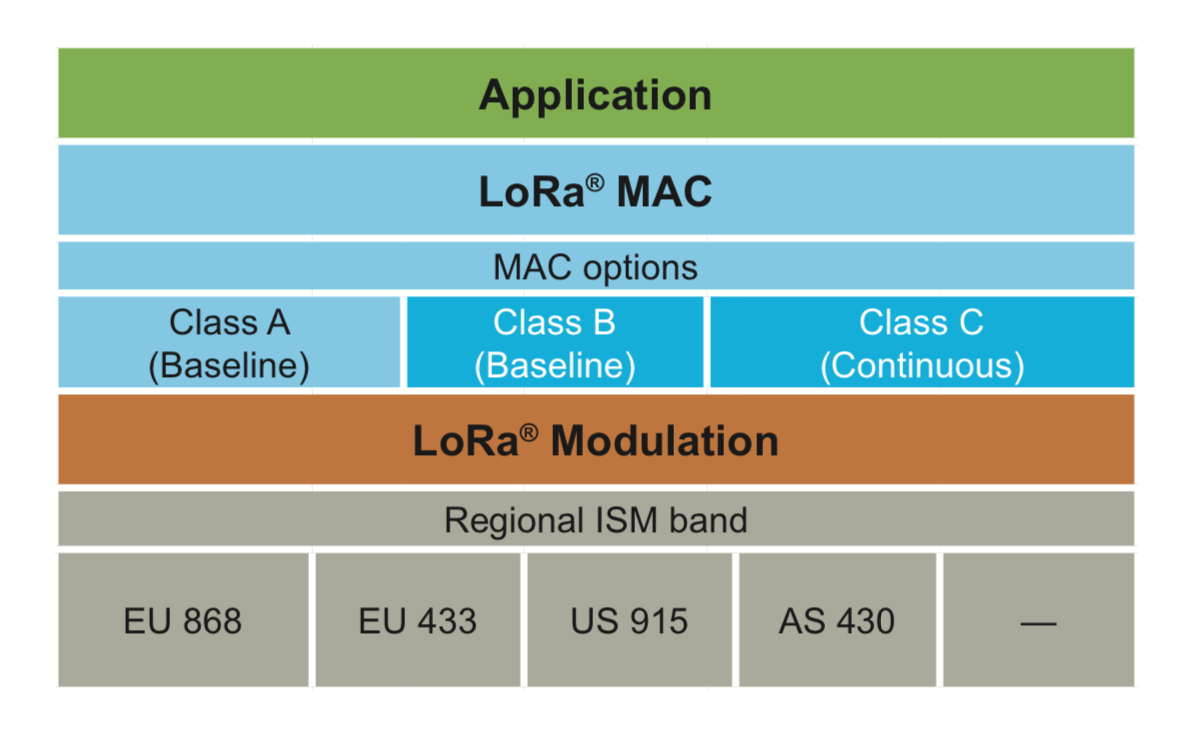 Application
LoRa® MAC
MAC options
Class A
(Baseline)
Class B
(Baseline)
Class C
(Continuous)
LoRa® Modulation
Regional ISM band
EU 868
EU 433
US 915
AS 430
—